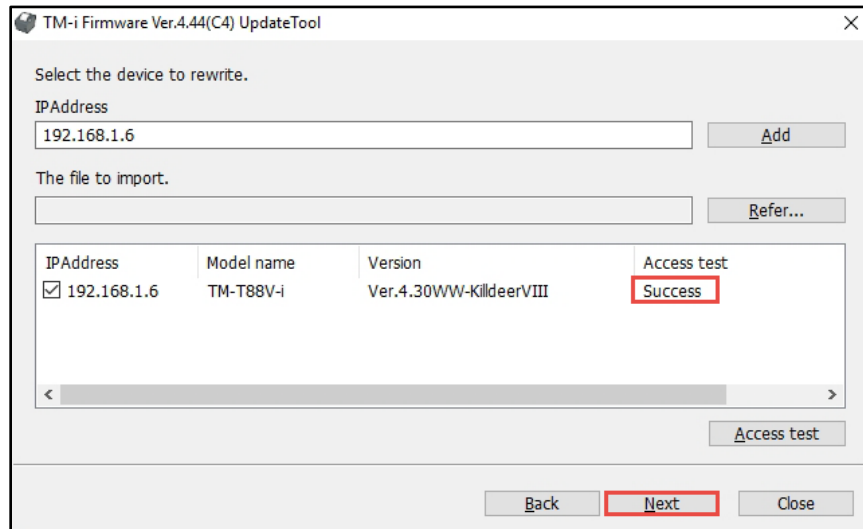 TM-i Firmware Ver.4.44(C4) UpdateTool
Select the device to rewrite.
IPAddress
192.168.1.6 Add
The file to import.
Refer...
IPAddress Model name Version Access test
192.168.1.6 TM-T88V-i Ver.4.30WW-KilldeerVIII Success
Access test
Back Next Close